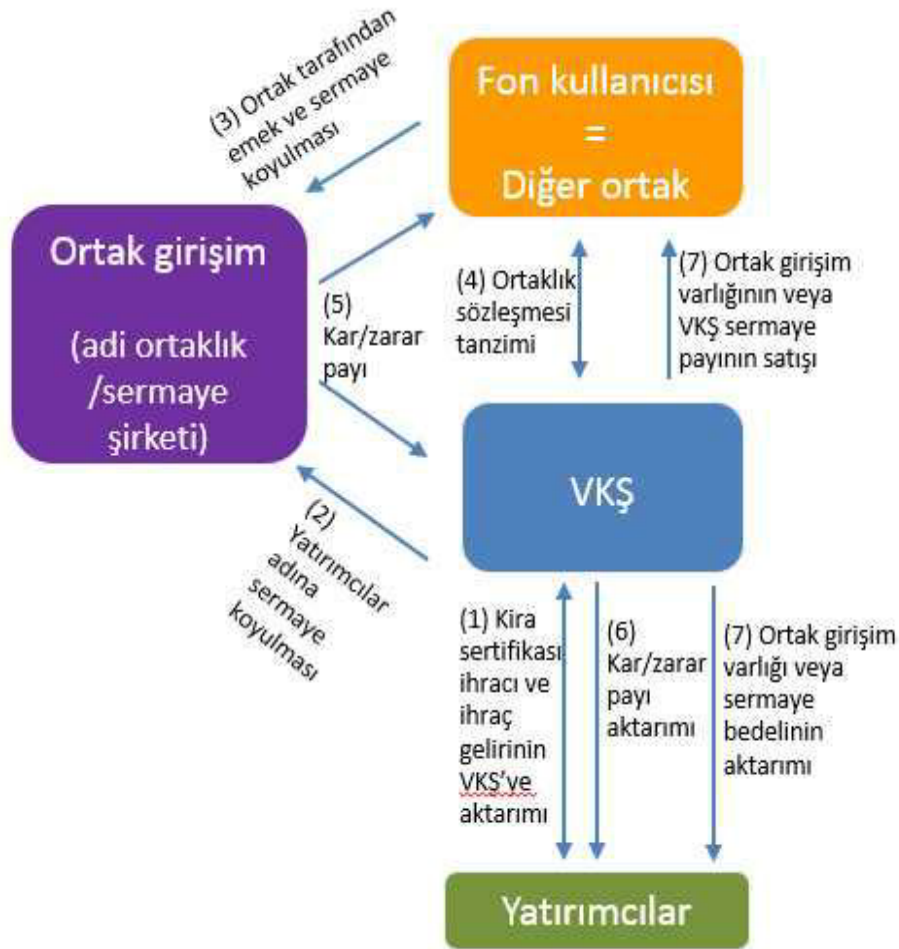 Fon kullanıcısı
=
Diğer ortak
(3) Ortak tarafından
emek ve sermaye
koyulması
Ortak girişim
(adi ortaklık
/sermaye
şirketi)
(5)
Kar/zarar
payı
(4) Ortaklık
sözleşmesi
tanzimi
(7) Ortak girişim
varlığının veya
VKŞ sermaye
payının satışı
VKŞ
(2)
Yatırımcılar
adına
sermaye
koyulması
(1) Kira
sertifikası
ihracı ve
ihraç
gelirinin
VKŞ'ye
aktarımı
(6)
Kar/zarar
payı
aktarımı
(7) Ortak girişim
varlığı veya
sermaye
bedelinin
aktarımı
Yatırımcılar